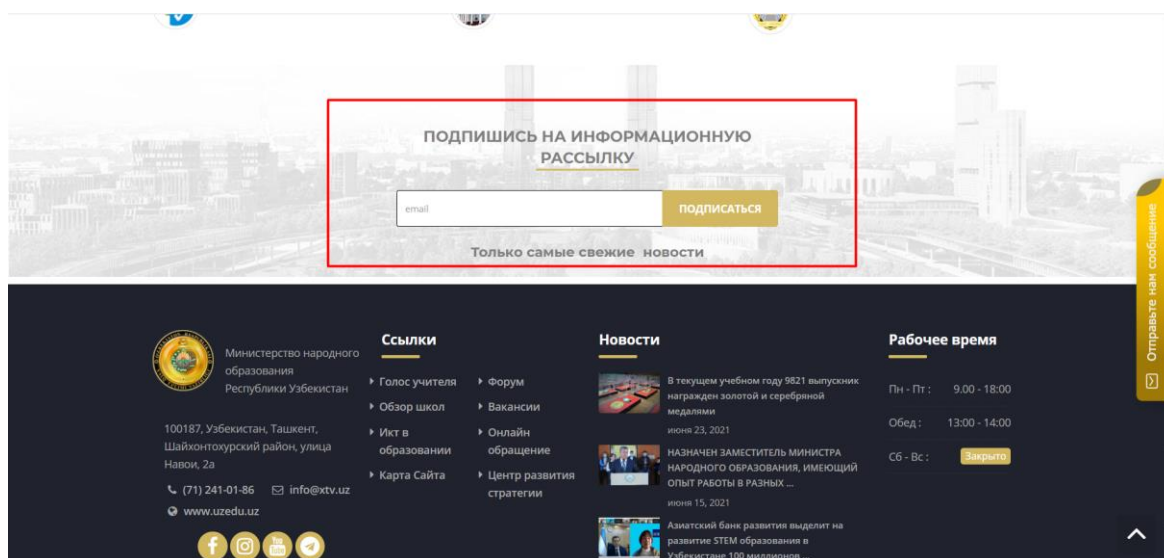 ПОДПИШИСЬ НА ИНФОРМАЦИОННУЮ
РАССЫЛКУ
email
ПОДПИСАТЬСЯ
Только самые свежие новости
Отправьте нам сообщение
Министерство народного
образования
Республики Узбекистан
100187, Узбекистан, Ташкент,
Шайхонтохурский район, улица
Навои, 2а
(71) 241-01-86 info@xtv.uz
www.uzedu.uz
Ссылки
Голос учителя
Обзор школ
Икт в
образовании
Карта Сайта
Форум
Вакансии
Онлайн
обращение
Центр развития
стратегии
Новости
В текущем учебном году 9821 выпускник
награжден золотой и серебряной
медалями
июня 23, 2021
НАЗНАЧЕН ЗАМЕСТИТЕЛЬ МИНИСТРА
НАРОДНОГО ОБРАЗОВАНИЯ, ИМЕЮЩИЙ
ОПЫТ РАБОТЫ В РАЗНЫХ ...
июня 15, 2021
Азиатский банк развития выделит на
развитие STEM образования в
Узбекистане 100 миллионов ...
Рабочее время
Пн - Пт : 9.00 - 18:00
Обед : 13:00 - 14:00
Сб - Вс : Закрыто